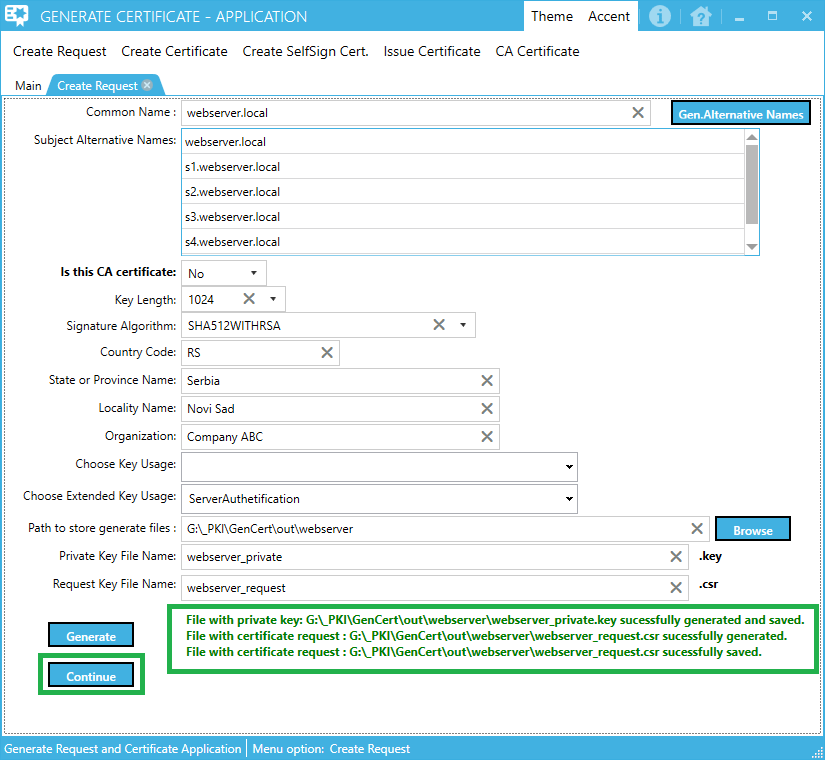 GENERATE CERTIFICATE - APPLICATION
Theme Accent
Create Request Create Certificate Create SelfSign Cert. Issue Certificate CA Certificate
Main Create Request
Common Name : webserver.local Gen.Alternative Names
Subject Alternative Names: webserver.local
s1.webserver.local
s2.webserver.local
s3.webserver.local
s4.webserver.local
Is this CA certificate: No
Key Length: 1024
Signature Algorithm: SHA512WITHRSA
Country Code: RS
State or Province Name: Serbia
Locality Name: Novi Sad
Organization: Company ABC
Choose Key Usage:
Choose Extended Key Usage: ServerAuthetification
Path to store generate files : G:\_PKI\GenCert\out\webserver Browse
Private Key File Name: webserver_private .key
Request Key File Name: webserver_request .csr
File with private key: G:\_PKI\GenCert\out\webserver\webserver_private.key sucessfully generated and saved.
Generate File with certificate request : G:\_PKI\GenCert\out\webserver\webserver_request.csr sucessfully generated.
File with certificate request : G:\_PKI\GenCert\out\webserver\webserver_request.csr sucessfully saved.
Continue
Generate Request and Certificate Application Menu option: Create Request